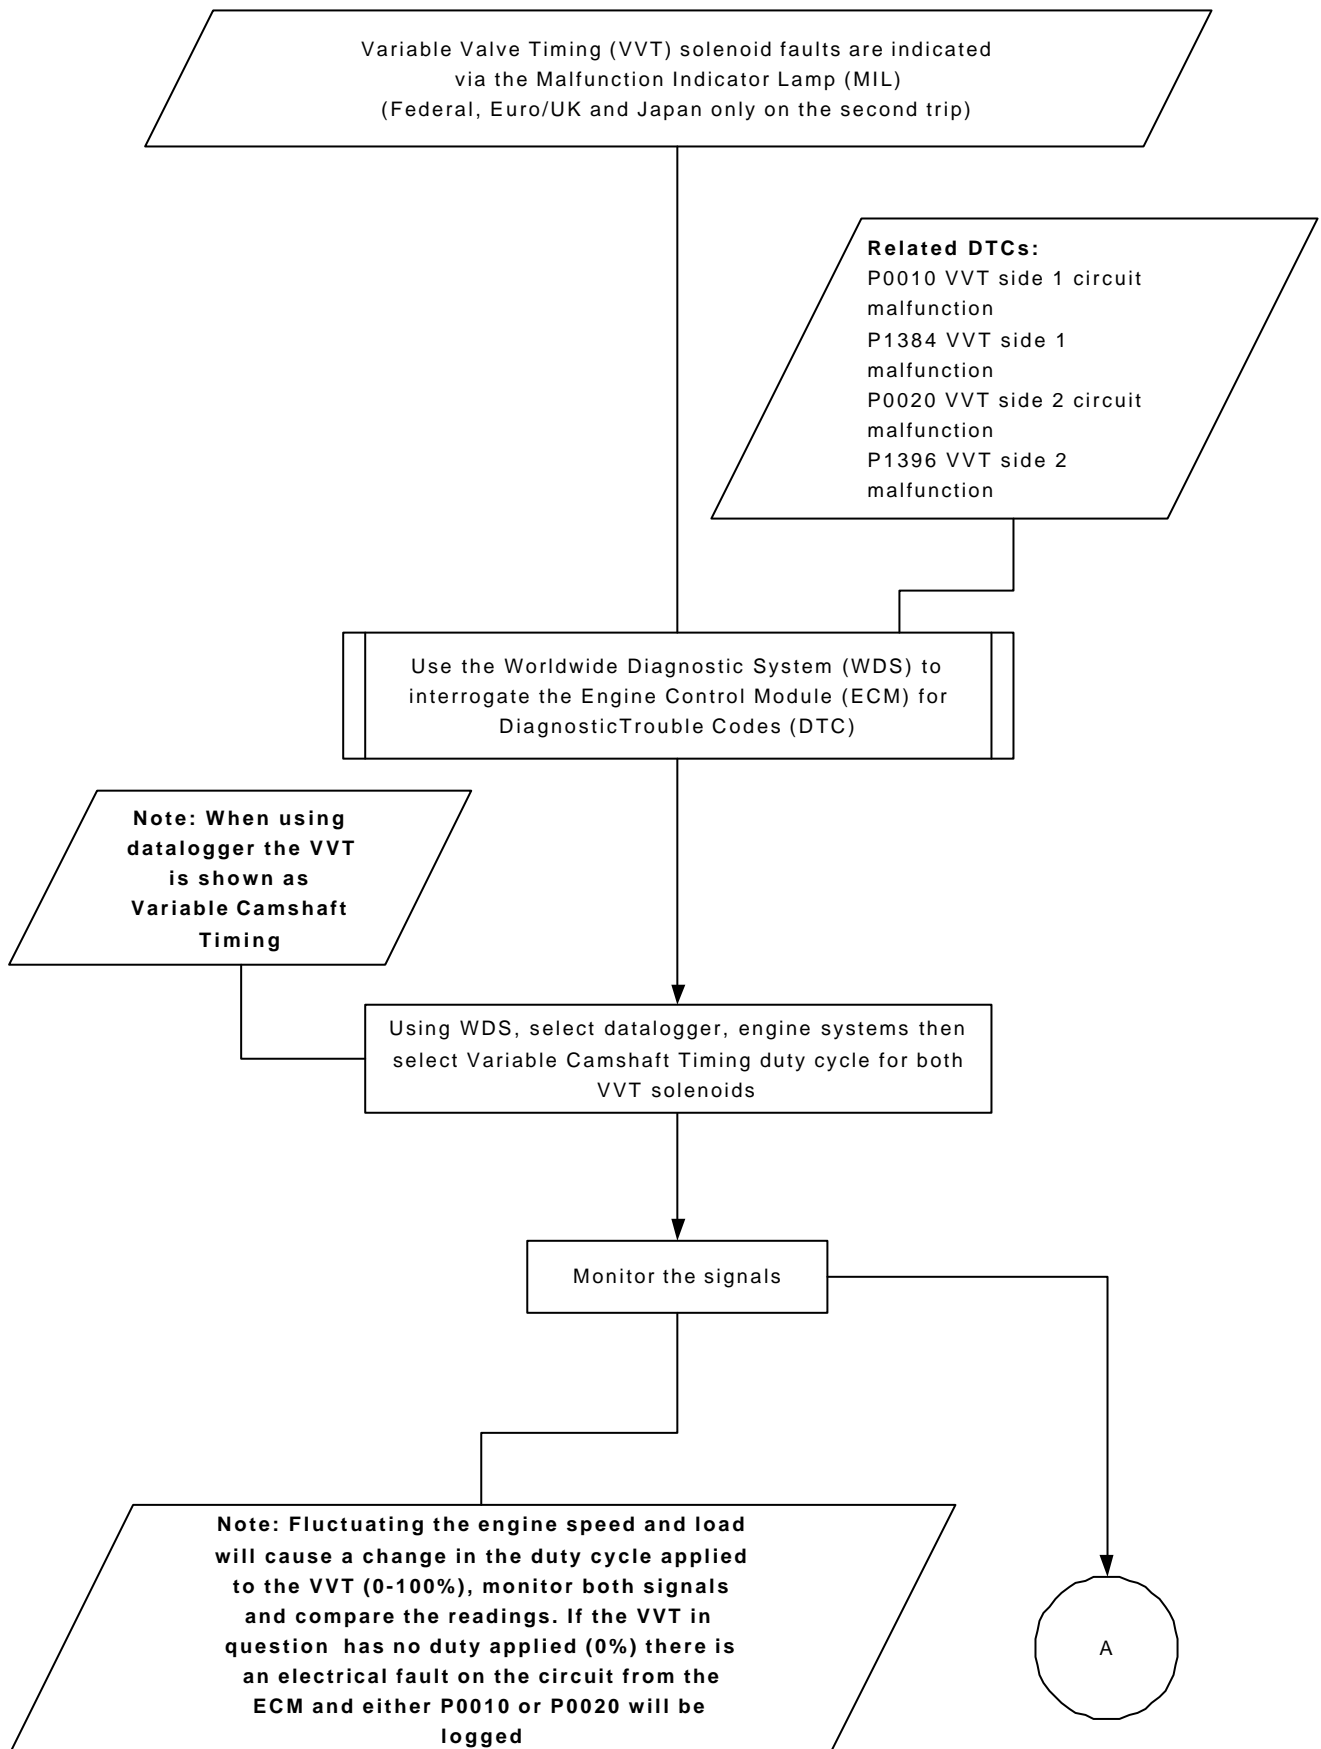 Variable Valve Timing (VVT) solenoid faults are indicated
via the Malfunction Indicator Lamp (MIL)
(Federal, Euro/UK and Japan only on the second trip)
Related DTCs:
P0010 VVT side 1 circuit
malfunction
P1384 VVT side 1
malfunction
P0020 VVT side 2 circuit
malfunction
P1396 VVT side 2
malfunction
Use the Worldwide Diagnostic System (WDS) to
interrogate the Engine Control Module (ECM) for
DiagnosticTrouble Codes (DTC)
Note: When using
datalogger the VVT
is shown as
Variable Camshaft
Timing
Using WDS, select datalogger, engine systems then
select Variable Camshaft Timing duty cycle for both
VVT solenoids
Monitor the signals
Note: Fluctuating the engine speed and load
will cause a change in the duty cycle applied
to the VVT (0-100%), monitor both signals
and compare the readings. If the VVT in
question has no duty applied (0%) there is
an electrical fault on the circuit from the
ECM and either P0010 or P0020 will be
logged
A